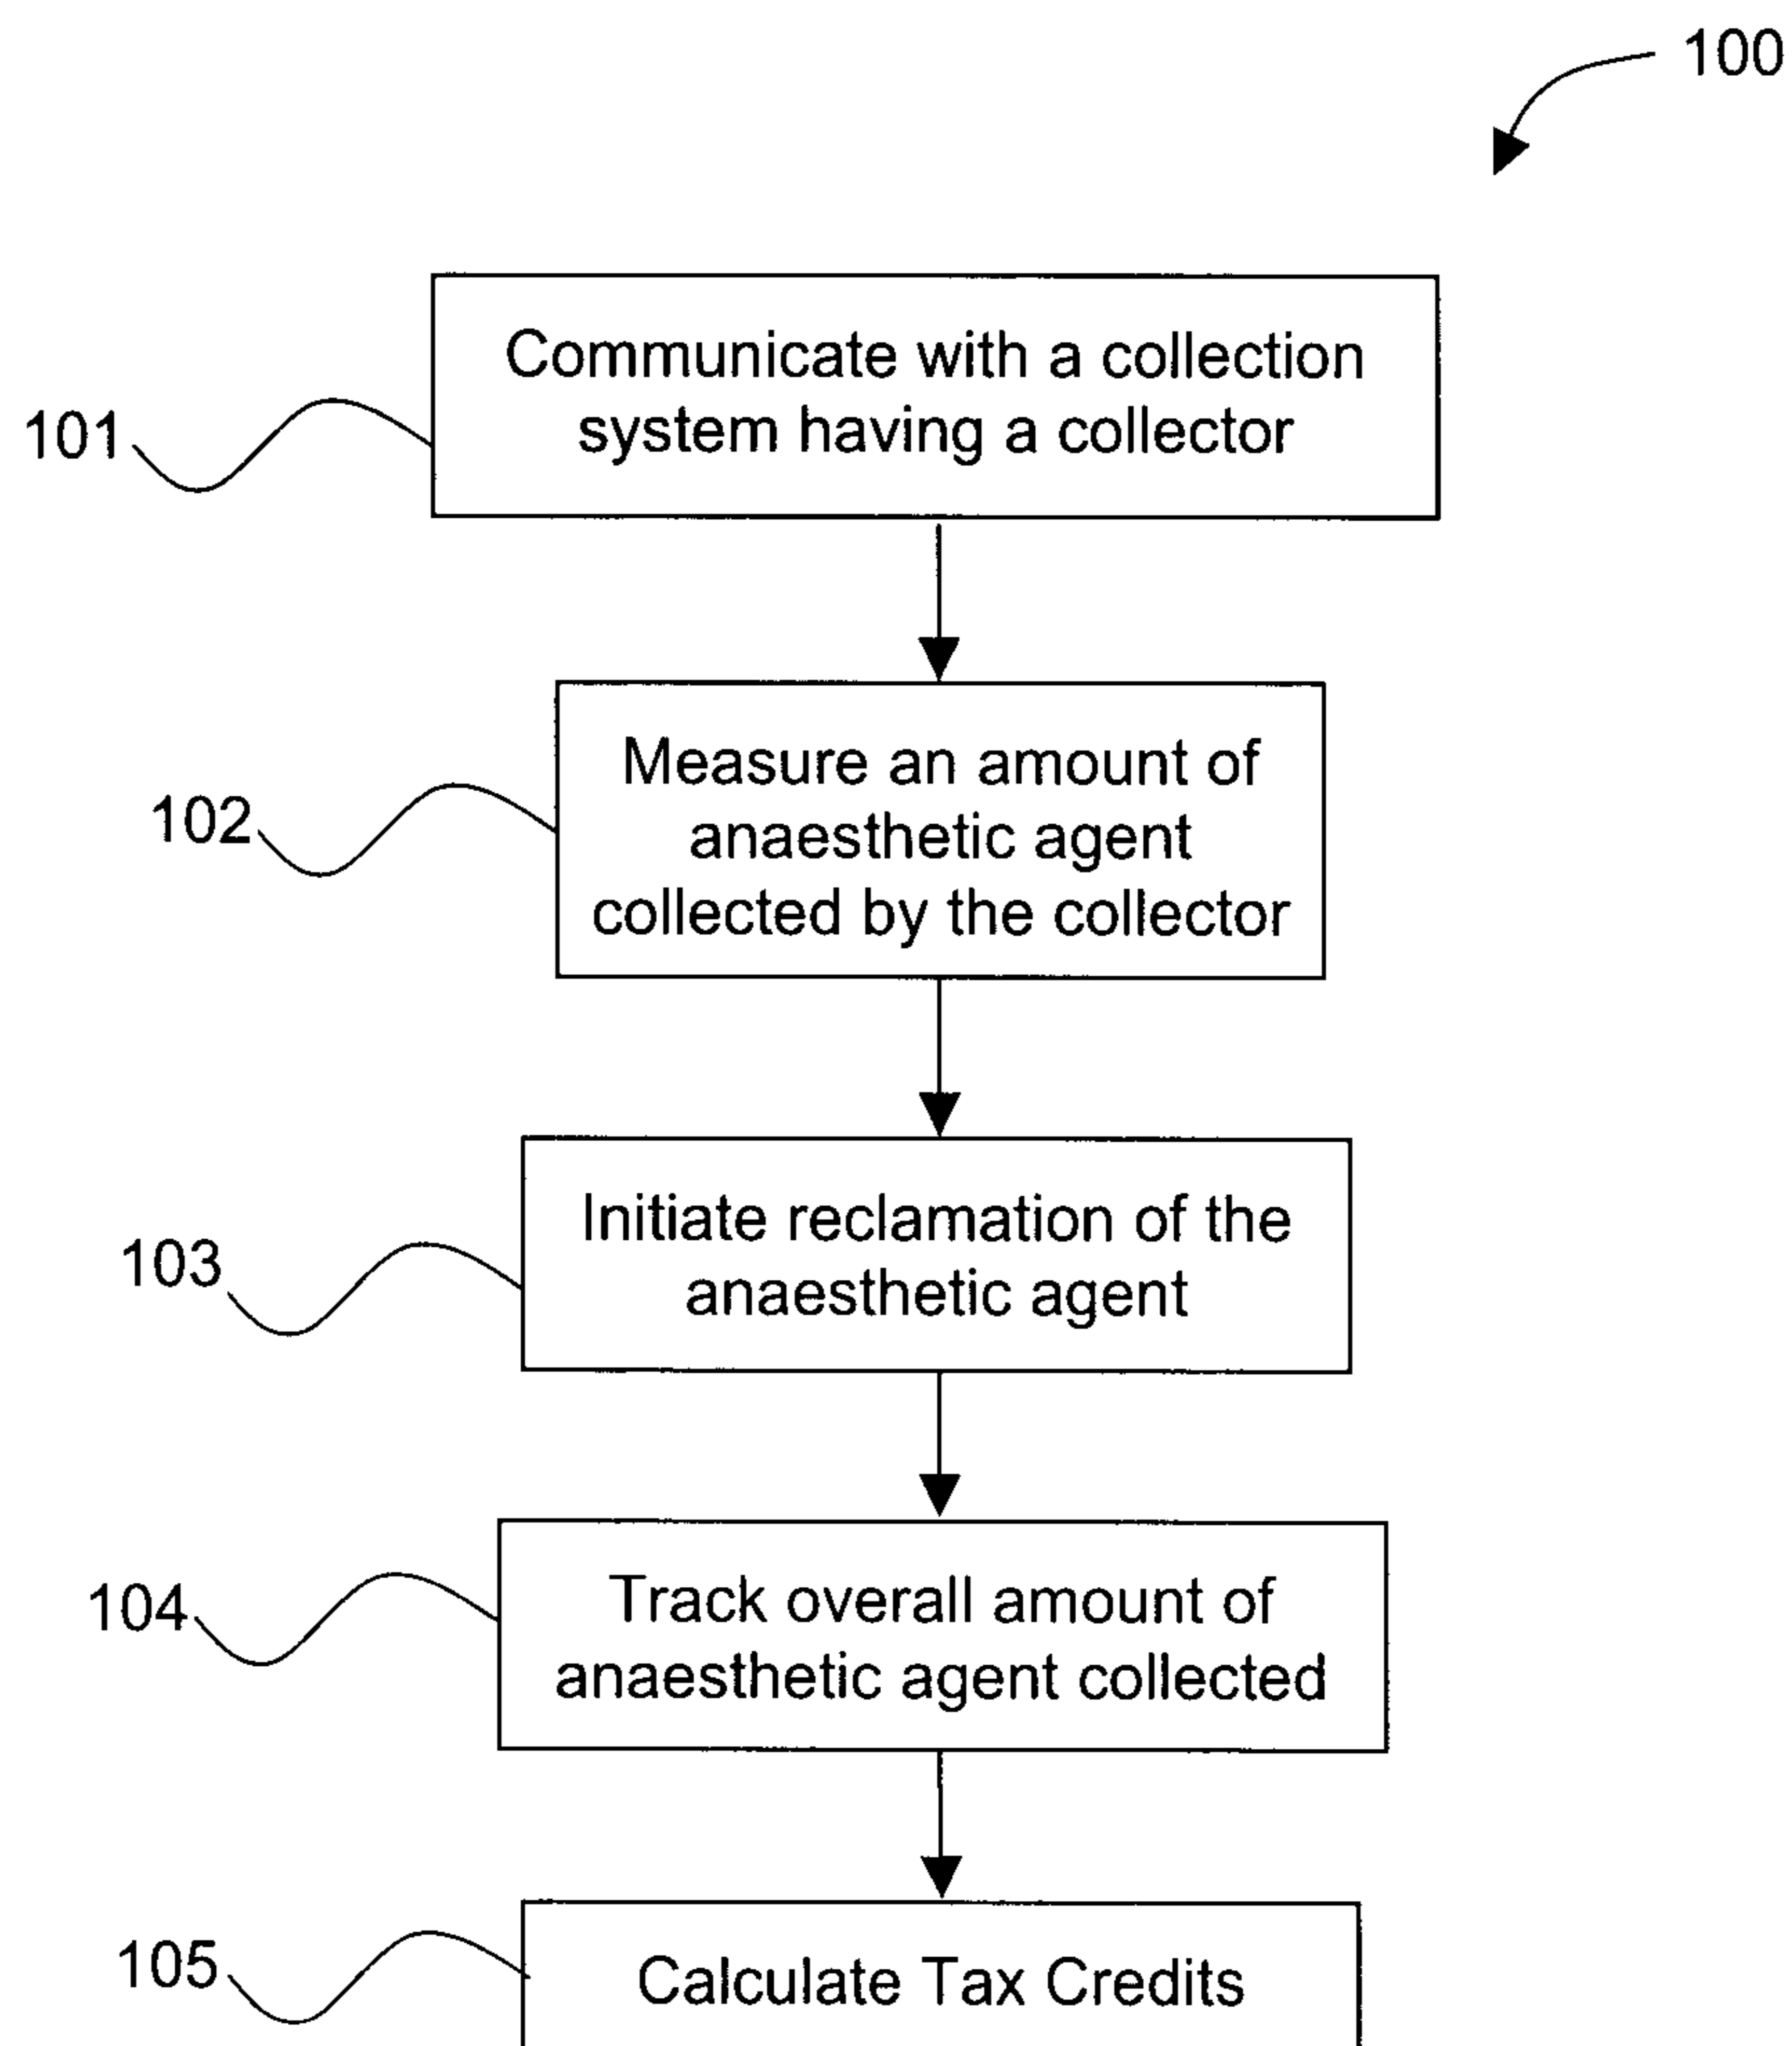 100
Communicate with a collection
system having a collector
101
Measure an amount of
anaesthetic agent
collected by the collector
102
Initiate reclamation of the
anaesthetic agent
103
Track overall amount of
anaesthetic agent collected
104
Calculate Tax Credits
105